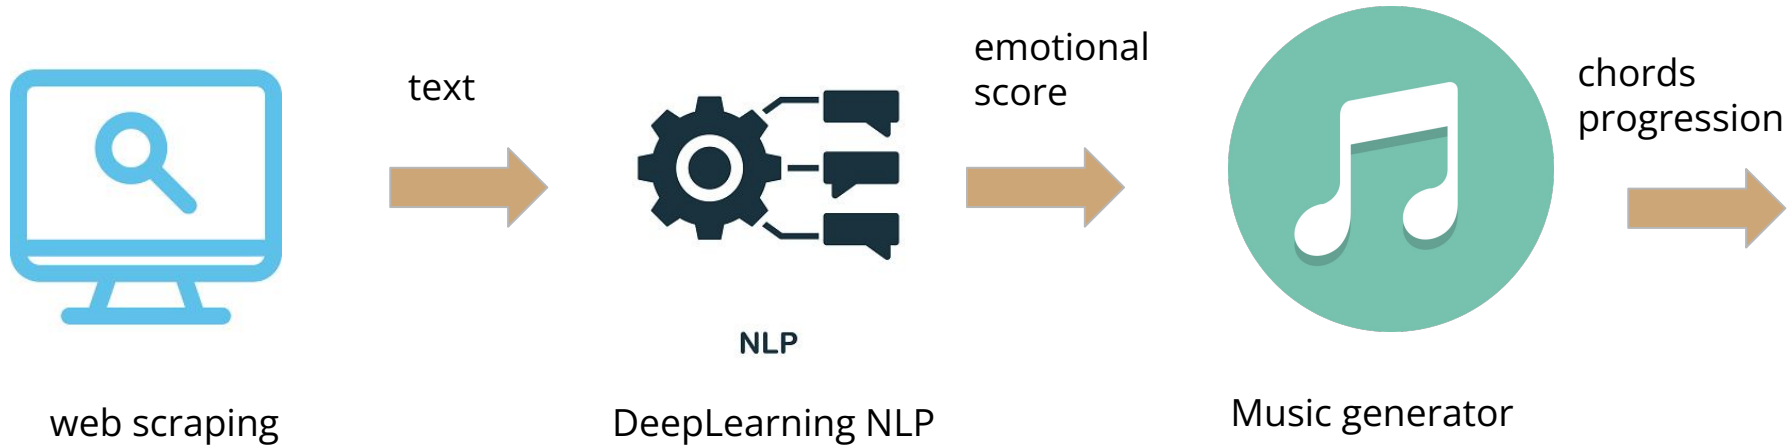 text
emotional
score
chords
progression
NLP
web scraping
DeepLearning NLP
Music generator